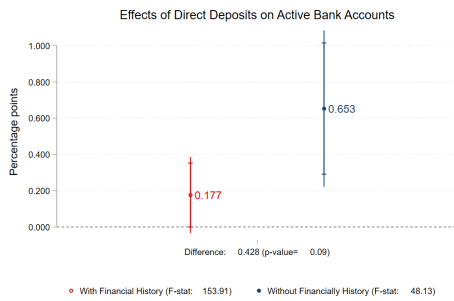 Effects of Direct Deposits on Active Bank Accounts
Percentage points
1.000
0.800
0.600
0.400
0.200
0.000
0.653
0.177
Difference: 0.428 (p-value= 0.09)
With Financial History (F-stat: 153.91) Without Financially History (F-stat: 48.13)